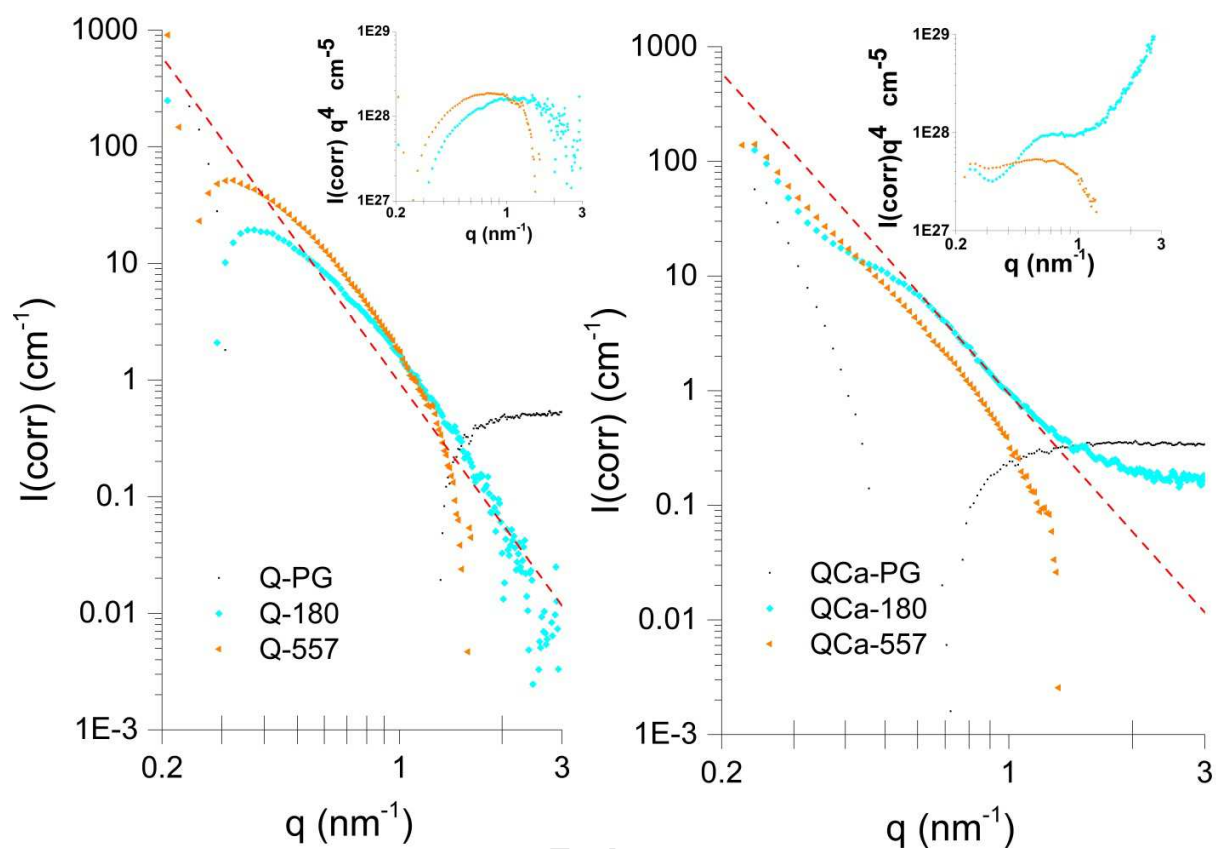 1000
100
10
1
0.1
0.01
1E-3
0.2
1
3
I(corr) (cm-1)
q (nm-1)
Q-PG
Q-180
Q-557
1E29
1E28
1E27
0.2
1
3
I(corr) q4 cm-5
q (nm-1)
1000
100
10
1
0.1
0.01
1E-3
0.2
1
3
I(corr) (cm-1)
q (nm-1)
QCa-PG
QCa-180
QCa-557
1E29
1E28
1E27
0.2
1
3
I(corr)q4 cm-5
q (nm-1)